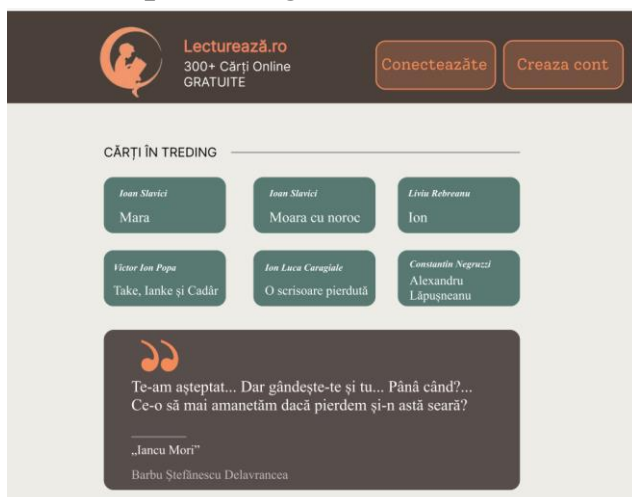 Lecturează.ro
300+ Cărți Online
GRATUITE
Conecteazăte
Creaza cont
CĂRȚI ÎN TREDING
Ioan Slavici
Mara
Ioan Slavici
Moara cu noroc
Liviu Rebreanu
Ion
Victor Ion Popa
Take, Ianke și Cadâr
Ion Luca Caragiale
O scrisoare pierdută
Constantin Negruzzi
Alexandru
Lăpușneanu
Te-am așteptat... Dar gândește-te și tu... Până când?...
Ce-o să mai amanetăm dacă pierdem și-n astă seară?
„Iancu Mori”
Barbu Ștefănescu Delavrancea